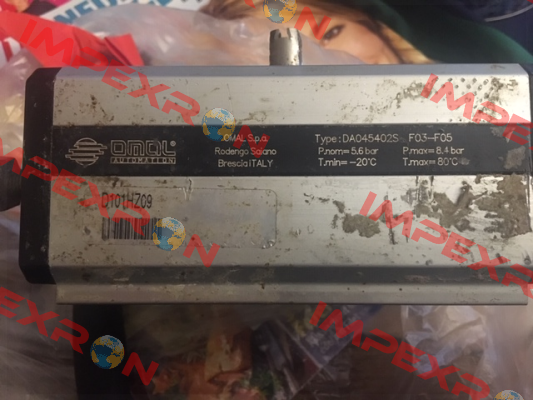 OMAL
AUTOMATION
OMAL S.p.a.
Rodengo Saiano
Brescia ITALY
Type: DA045402S F03-F05
P.nom= 5,6 bar P.max= 8,4 bar
T.min= -20°C T.max= 80°C
D101HZ09
IMPEXRON
IMPEXRON
IMPEXRON
IMPEXRON
IMPEXRON
IMPEXRON